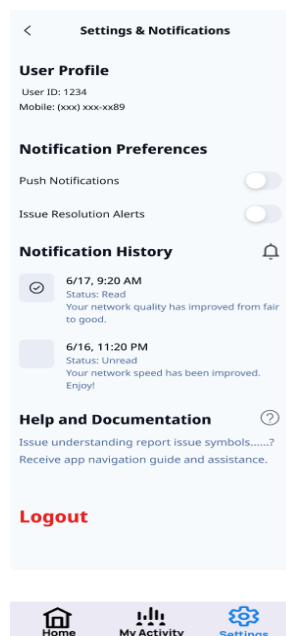 Settings & Notifications
User Profile
User ID: 1234
Mobile: (xxx) xxx-xx89
Notification Preferences
Push Notifications
Issue Resolution Alerts
Notification History
6/17, 9:20 AM
Status: Read
Your network quality has improved from fair
to good.
6/16, 11:20 PM
Status: Unread
Your network speed has been improved.
Enjoy!
Help and Documentation
Issue understanding report issue symbols......?
Receive app navigation guide and assistance.
Logout
Home
My Activity
Settings